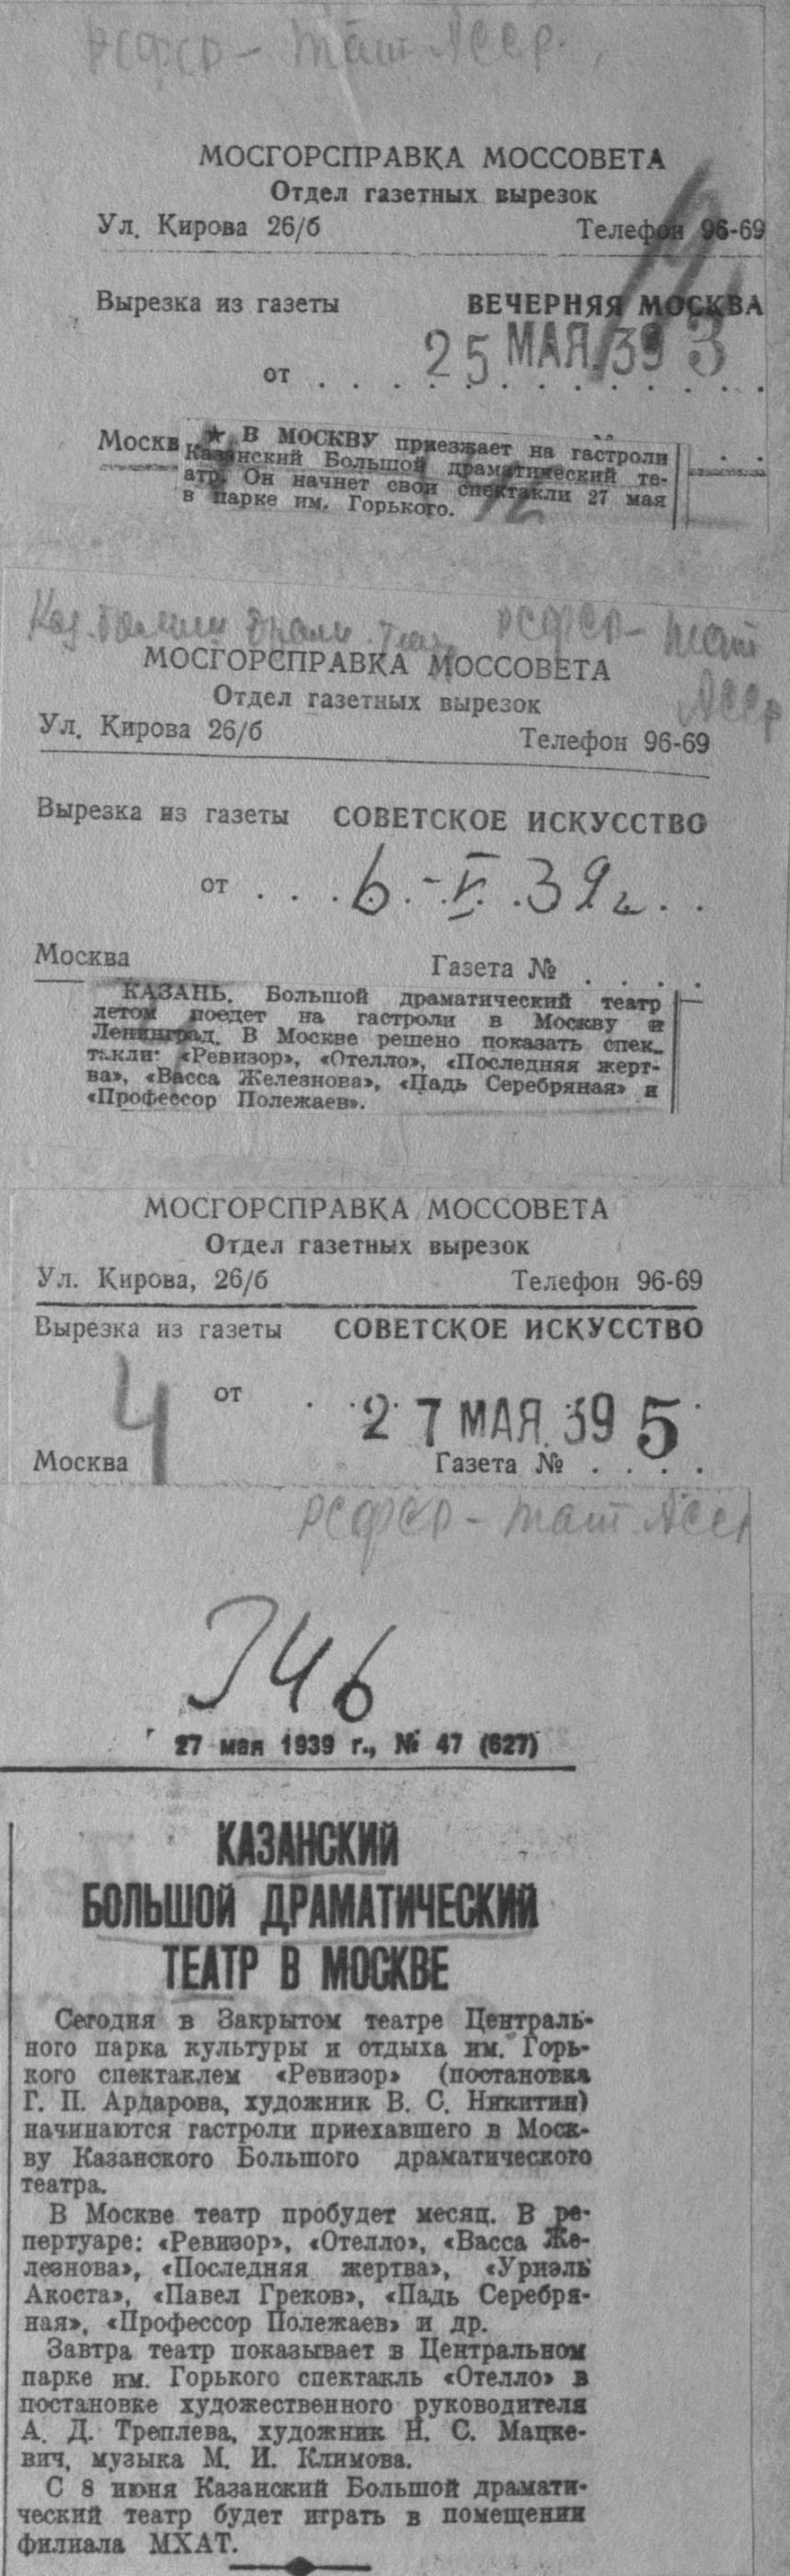 РСФСР - Тат АССР.
МОСГОРСПРАВКА МОССОВЕТА
Отдел газетных вырезок
Ул. Кирова 26/б Телефон 96-69
Вырезка из газеты ВЕЧЕРНЯЯ МОСКВА
25 МАЯ 39 3
от . . . . . . . . . . . . . .
Москв
★ В МОСКВУ приезжает на гастроли
Казанский Большой драматический те-
атр. Он начнет свои спектакли 27 мая
в парке им. Горького.
Каз. Большой драм. Театр РСФСР - Тат
АССР
МОСГОРСПРАВКА МОССОВЕТА
Отдел газетных вырезок
Ул. Кирова 26/б Телефон 96-69
Вырезка из газеты СОВЕТСКОЕ ИСКУССТВО
от . . . 6.-V.39г. . .
Москва Газета № . . . .
КАЗАНЬ. Большой драматический театр
летом поедет на гастроли в Москву и
Ленинград. В Москве решено показать спек-
такли: «Ревизор», «Отелло», «Последняя жерт-
ва», «Васса Железнова», «Падь Серебряная» и
«Профессор Полежаев».
МОСГОРСПРАВКА МОССОВЕТА
Отдел газетных вырезок
Ул. Кирова, 26/б Телефон 96-69
Вырезка из газеты СОВЕТСКОЕ ИСКУССТВО
4 от . . 27 МАЯ 39 5
Москва Газета № . . . .
РСФСР - Тат АССР
346
27 мая 1939 г., № 47 (627)
КАЗАНСКИЙ
БОЛЬШОЙ ДРАМАТИЧЕСКИЙ
ТЕАТР В МОСКВЕ
Сегодня в Закрытом театре Централь-
ного парка культуры и отдыха им. Горь-
кого спектаклем «Ревизор» (постановка
Г. П. Ардарова, художник В. С. Никитин)
начинаются гастроли приехавшего в Моск-
ву Казанского Большого драматического
театра.
В Москве театр пробудет месяц. В ре-
пертуаре: «Ревизор», «Отелло», «Васса Же-
лезнова», «Последняя жертва», «Уриэль
Акоста», «Павел Греков», «Падь Серебря-
ная», «Профессор Полежаев» и др.
Завтра театр показывает в Центральном
парке им. Горького спектакль «Отелло» в
постановке художественного руководителя
А. Д. Треплева, художник Н. С. Мацке-
вич, музыка М. И. Климова.
С 8 июня Казанский Большой драмати-
ческий театр будет играть в помещении
филиала МХАТ.